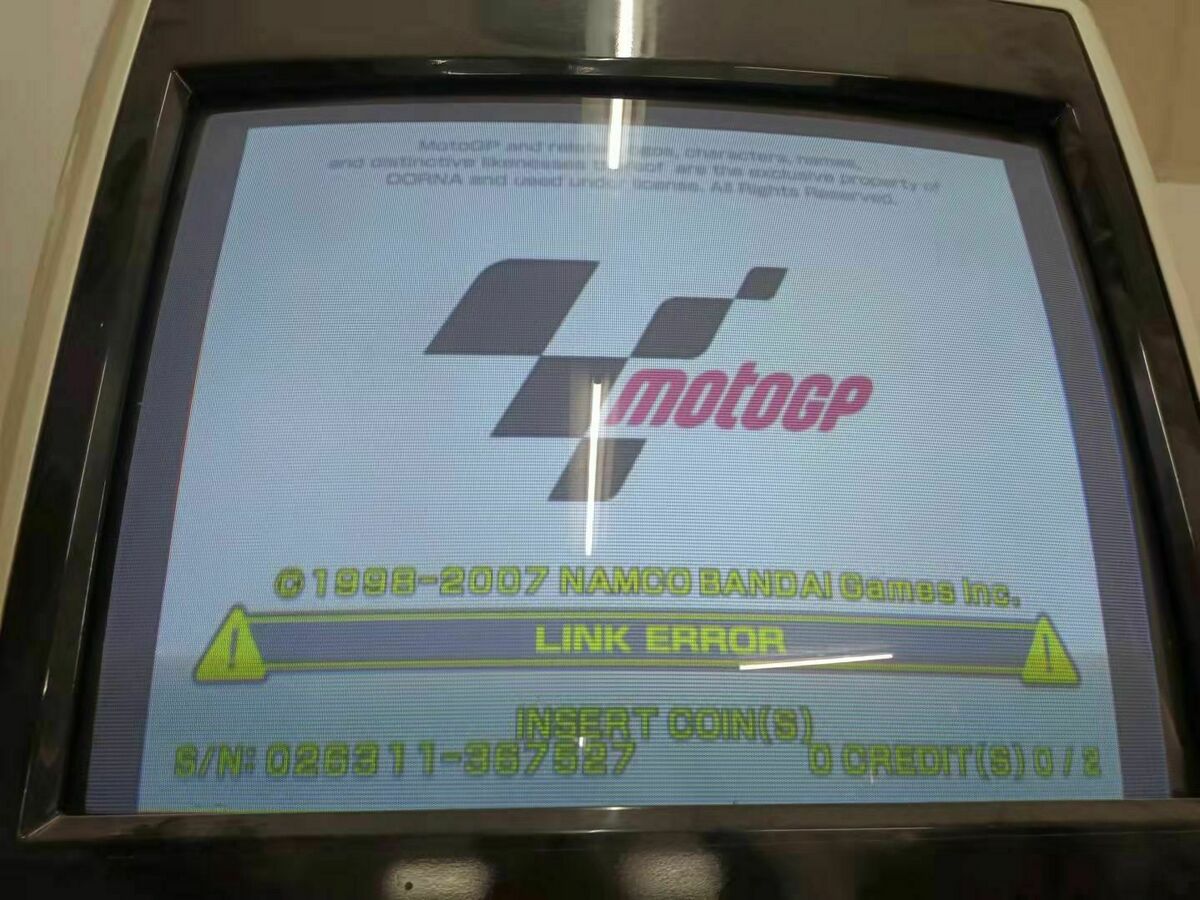 MotoGP and related logos, characters, names,
and distinctive likenesses thereof are the exclusive property of
DORNA and used under license. All Rights Reserved.
motoGP
©1998-2007 NAMCO BANDAI Games Inc.
LINK ERROR
INSERT COIN(S)
S/N: 026311-367527 0 CREDIT(S) 0 / 2